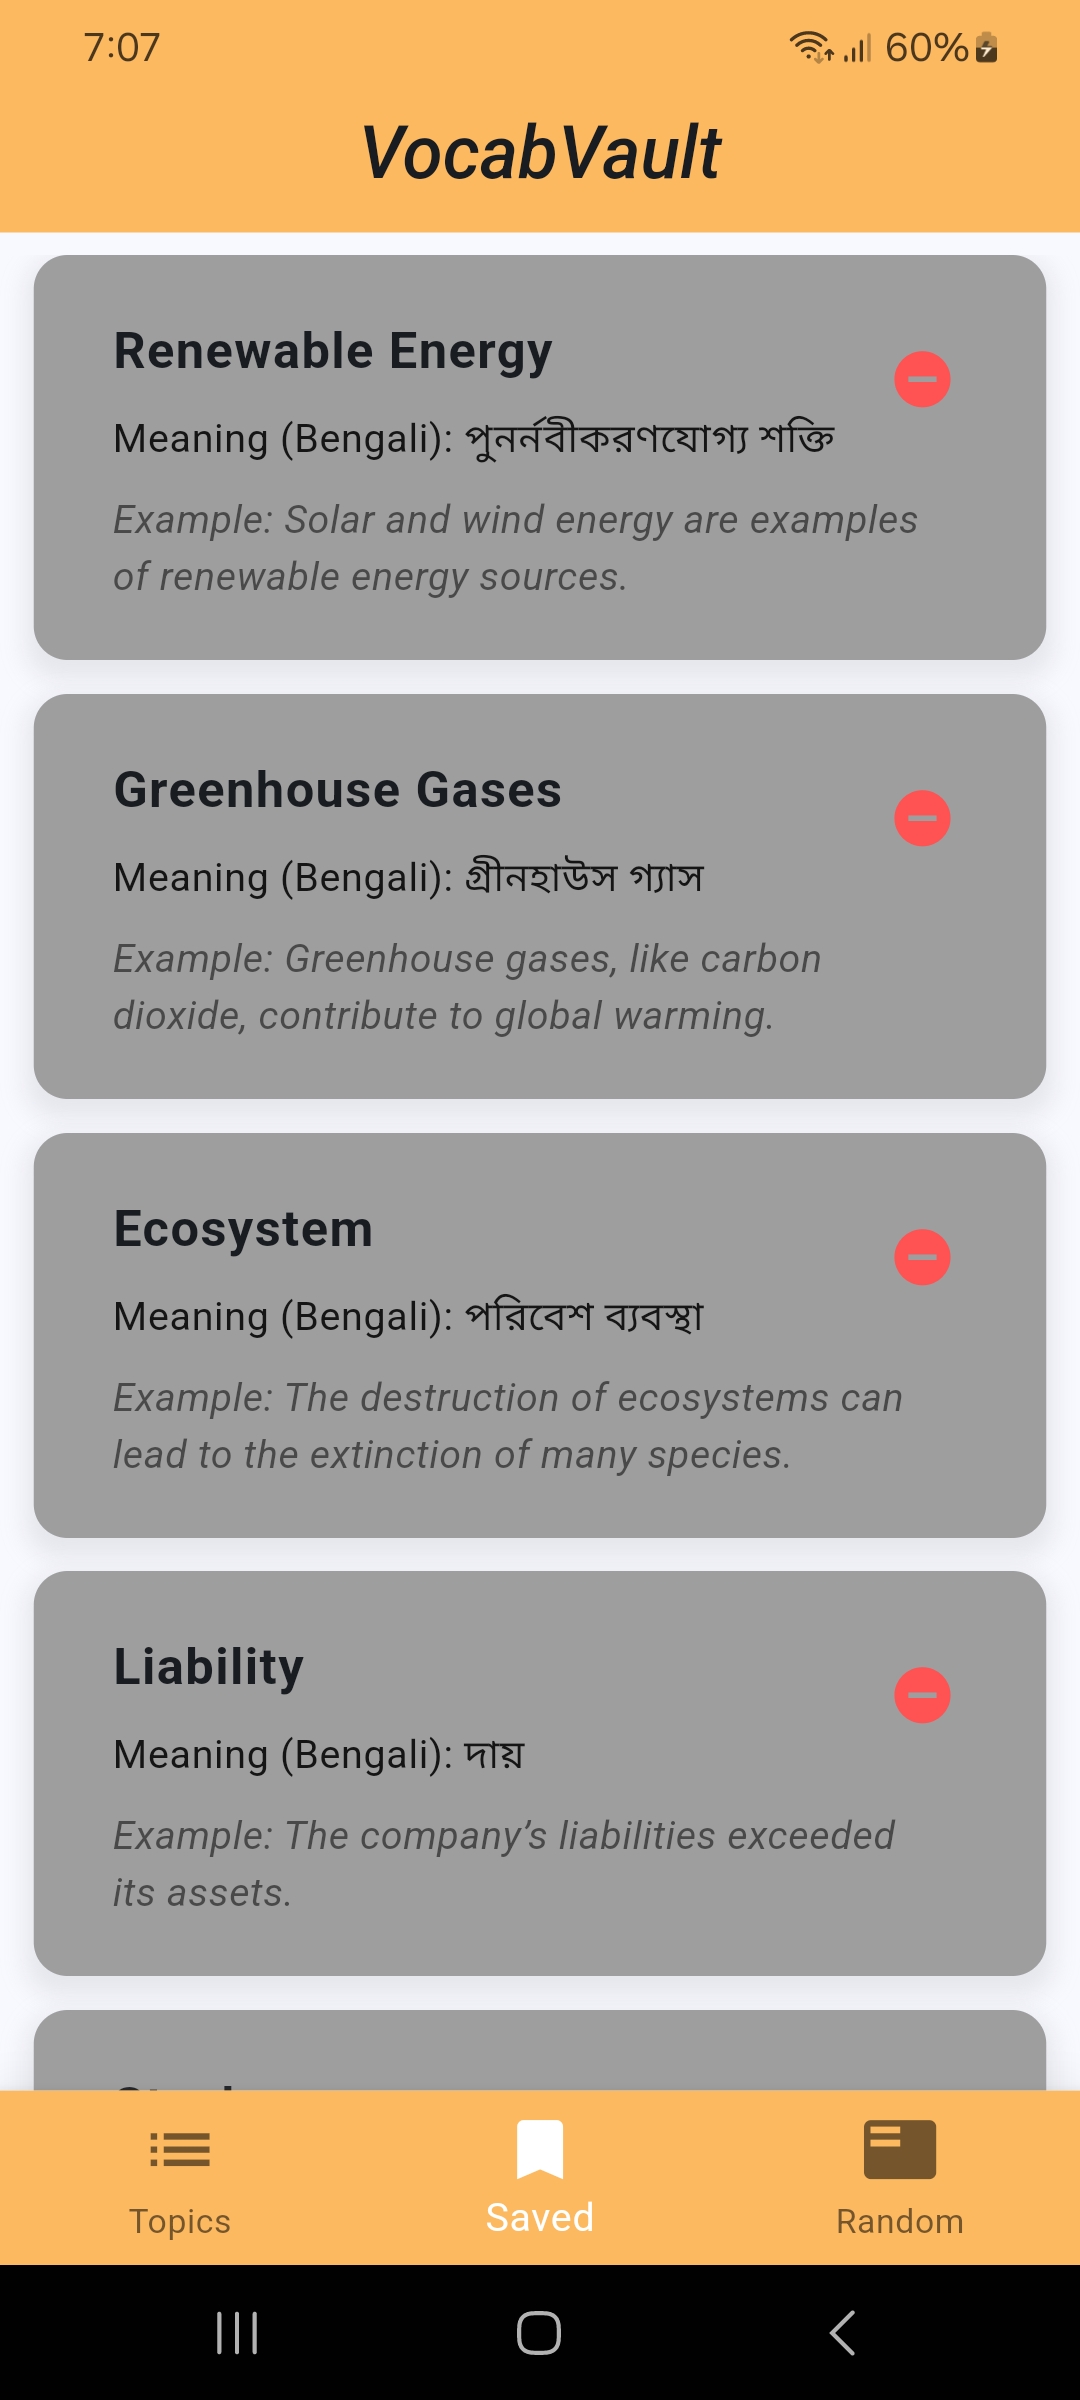 7:07
60%
VocabVault
Renewable Energy
Meaning (Bengali): পুনর্নবীকরণযোগ্য শক্তি
Example: Solar and wind energy are examples
of renewable energy sources.
Greenhouse Gases
Meaning (Bengali): গ্রীনহাউস গ্যাস
Example: Greenhouse gases, like carbon
dioxide, contribute to global warming.
Ecosystem
Meaning (Bengali): পরিবেশ ব্যবস্থা
Example: The destruction of ecosystems can
lead to the extinction of many species.
Liability
Meaning (Bengali): দায়
Example: The company’s liabilities exceeded
its assets.
Topics
Saved
Random